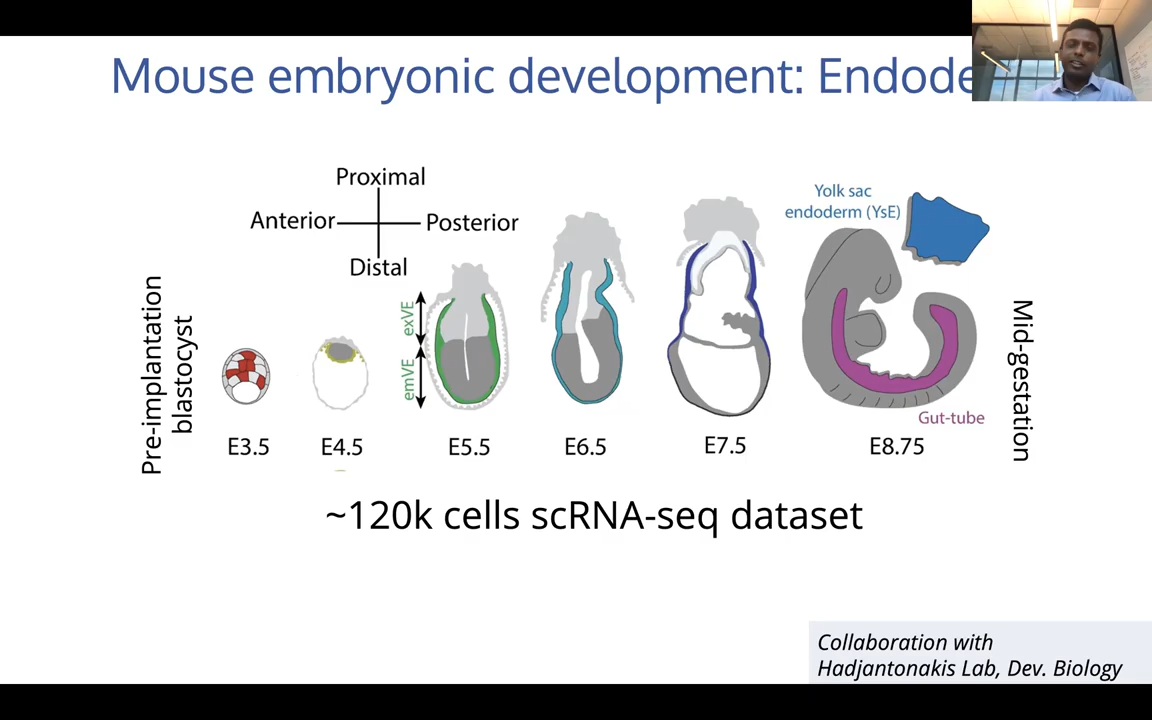 Mouse embryonic development: Endode
Proximal
Anterior
Posterior
Distal
Yolk sac
endoderm (YsE)
Pre-implantation
blastocyst
exVE
emVE
Mid-gestation
Gut-tube
E3.5
E4.5
E5.5
E6.5
E7.5
E8.75
~120k cells scRNA-seq dataset
Collaboration with
Hadjantonakis Lab, Dev. Biology